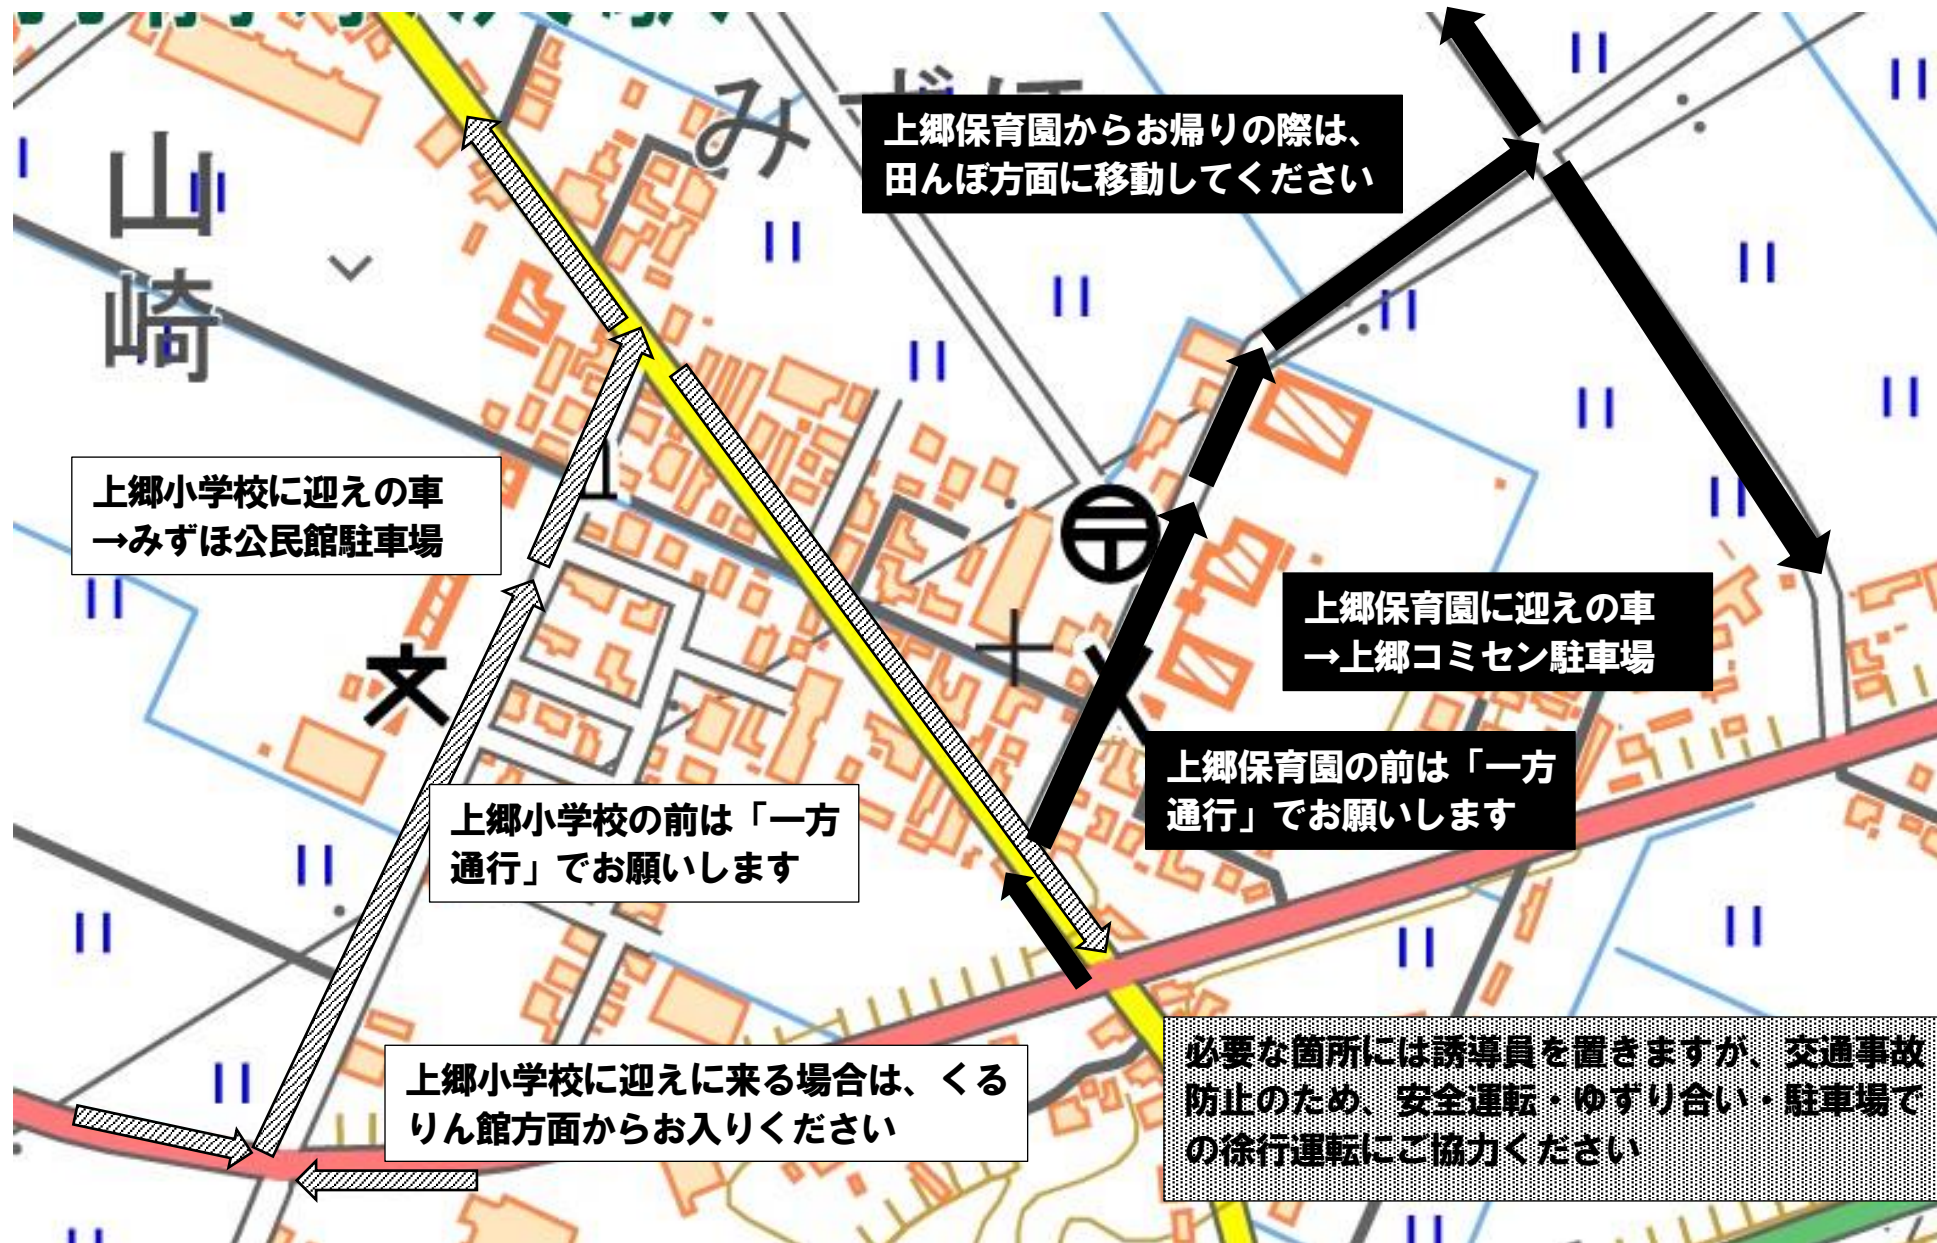 みずほ
上郷保育園からお帰りの際は、
田んぼ方面に移動してください
山
崎
上郷小学校に迎えの車
→みずほ公民館駐車場
上郷保育園に迎えの車
→上郷コミセン駐車場
文
上郷保育園の前は「一方
通行」でお願いします
上郷小学校の前は「一方
通行」でお願いします
上郷小学校に迎えに来る場合は、くる
りん館方面からお入りください
必要な箇所には誘導員を置きますが、交通事故
防止のため、安全運転・ゆずり合い・駐車場で
の徐行運転にご協力ください